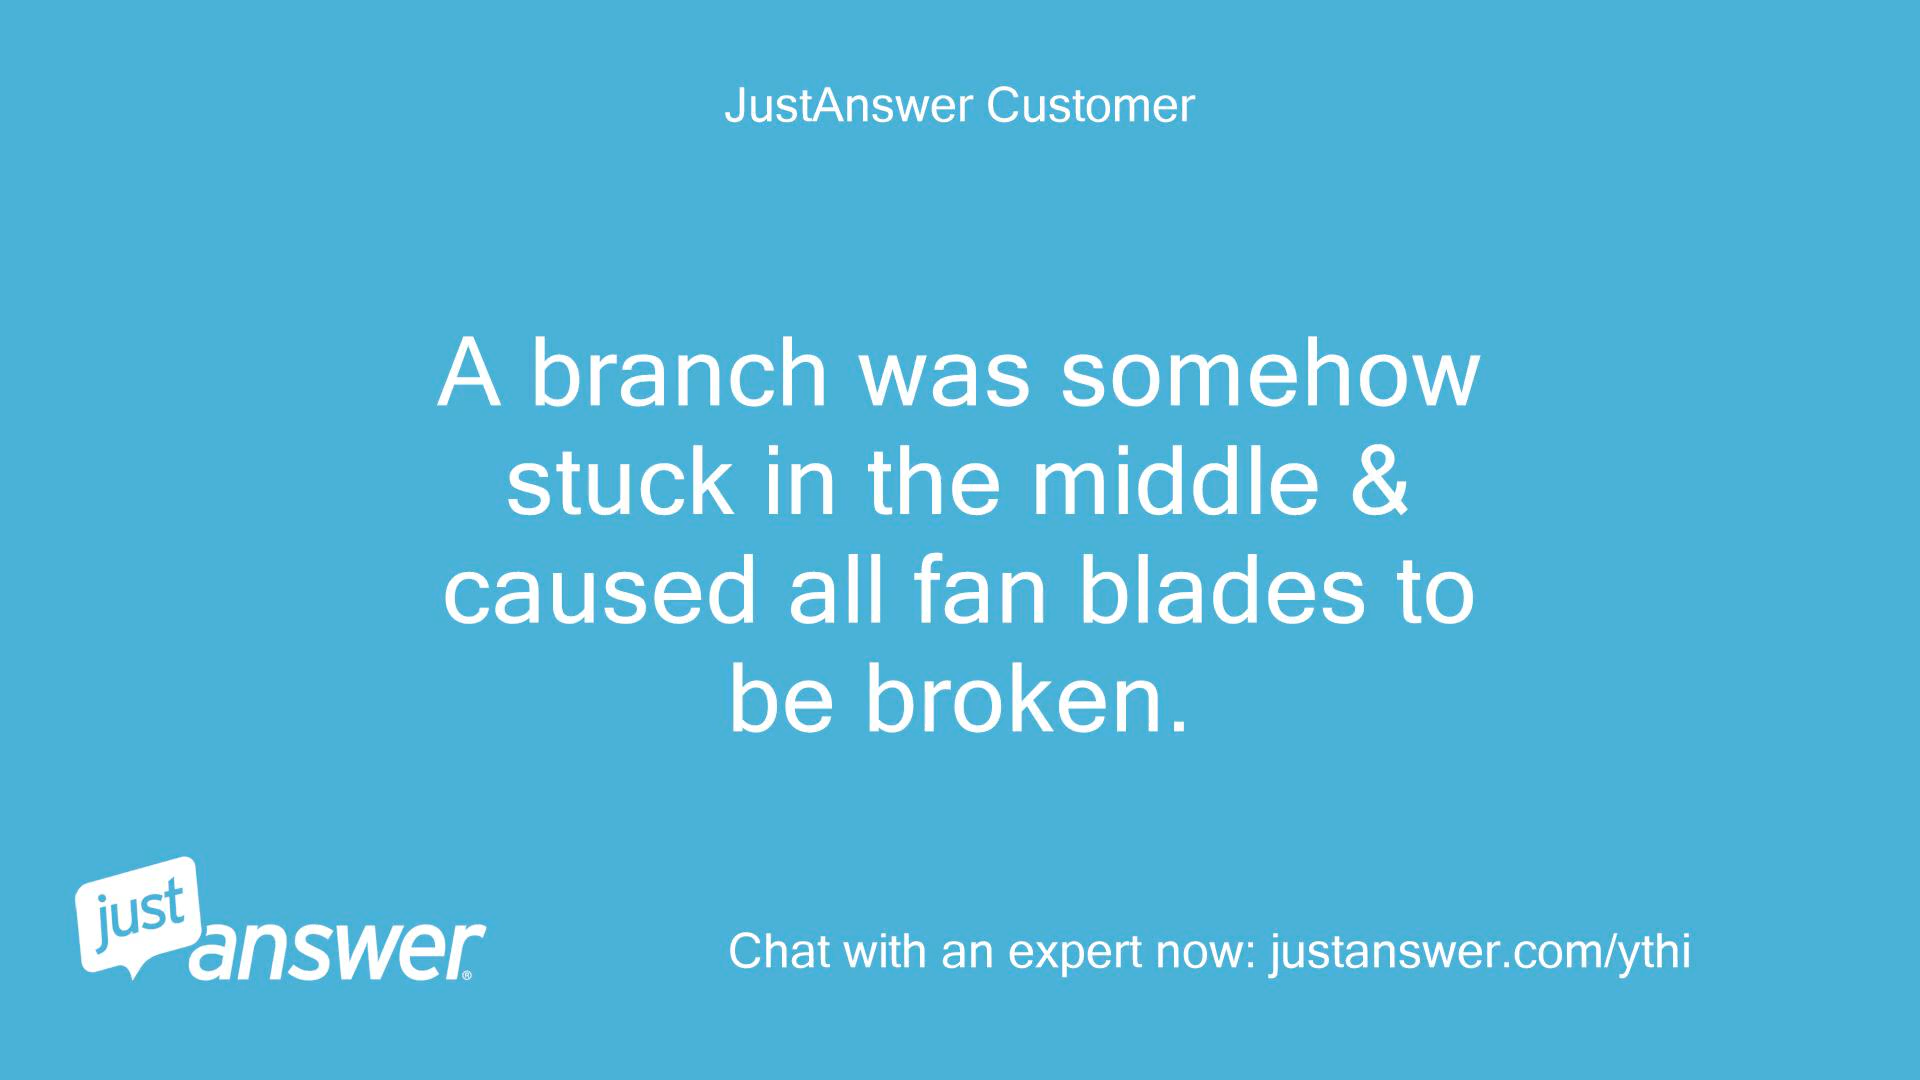 JustAnswer Customer
A branch was somehow
stuck in the middle &
caused all fan blades to
be broken.
just
answer®
Chat with an expert now: justanswer.com/ythi